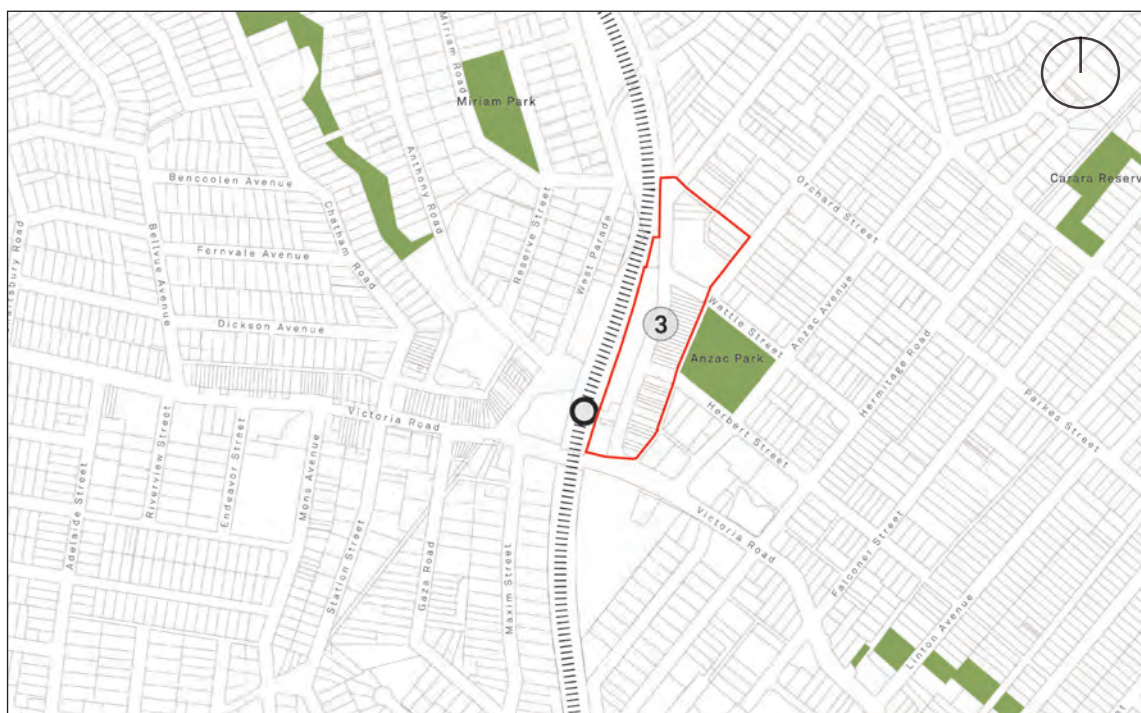 Miriam Road
Miriam Park
Carara Reserv
Orchard Street
Bencoolen Avenue
Anthony Road
Chatham Road
Reserve Street
West Parade
Fernvale Avenue
Bellvue Avenue
ttsbury Road
Dickson Avenue
3
Wattle Street
Anzac Avenue
Anzac Park
Hermitage Road
Parkes Street
Victoria Road
Herbert Street
Riverview Street
Endeavor Street
Mons Avenue
Adelaide Street
Station Street
Gaza Road
Maxim Street
Victoria Road
Falconer Street
Linton Avenue